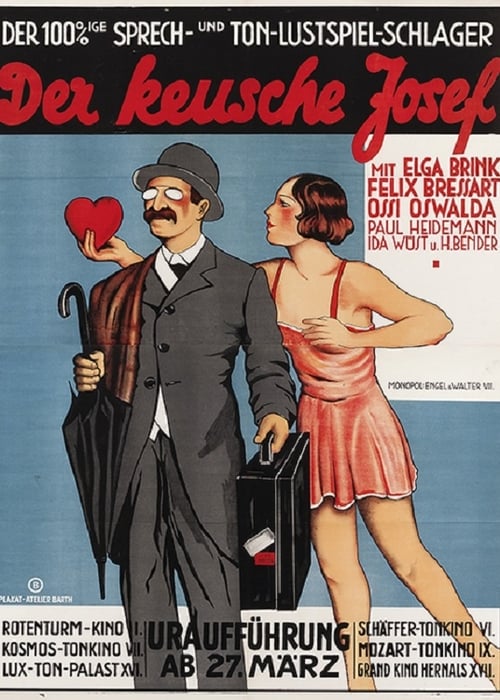 DER 100%IGE SPRECH- UND TON-LUSTSPIEL-SCHLAGER
Der keusche Josef
MIT ELGA BRINK
FELIX BRESSART
OSSI OSWALDA
PAUL HEIDEMANN
IDA WÜST u. H. BENDER
MONOPOL: ENGEL & WALTER VII.
B
PLAKAT-ATELIER BARTH
ROTENTURM-KINO I.
KOSMOS-TONKINO VII.
LUX-TON-PALAST XVI.
URAUFFÜHRUNG
AB 27. MÄRZ
SCHÄFFER-TONKINO VI.
MOZART-TONKINO IX.
GRAND KINO HERNALS XVII.